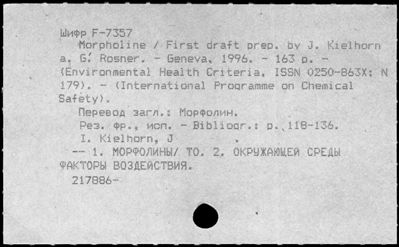 Шифр F-7357
Morpholine / First draft prep. by J. Kielhorn
a. G. Rosner. - Geneva, 1996. - 163 p. -
(Environmental Health Criteria, ISSN 0250-863X; N
179). - (International Programme on Chemical
Safety).
Перевод загл.: Морфолин.
Рез. фр., исп. - Bibliogr.: p. 118-136.
I. Kielhorn, J .
-- 1. МОРФОЛИНЫ/ ТО. 2. ОКРУЖАЮЩЕЙ СРЕДЫ
ФАКТОРЫ ВОЗДЕЙСТВИЯ.
217886-